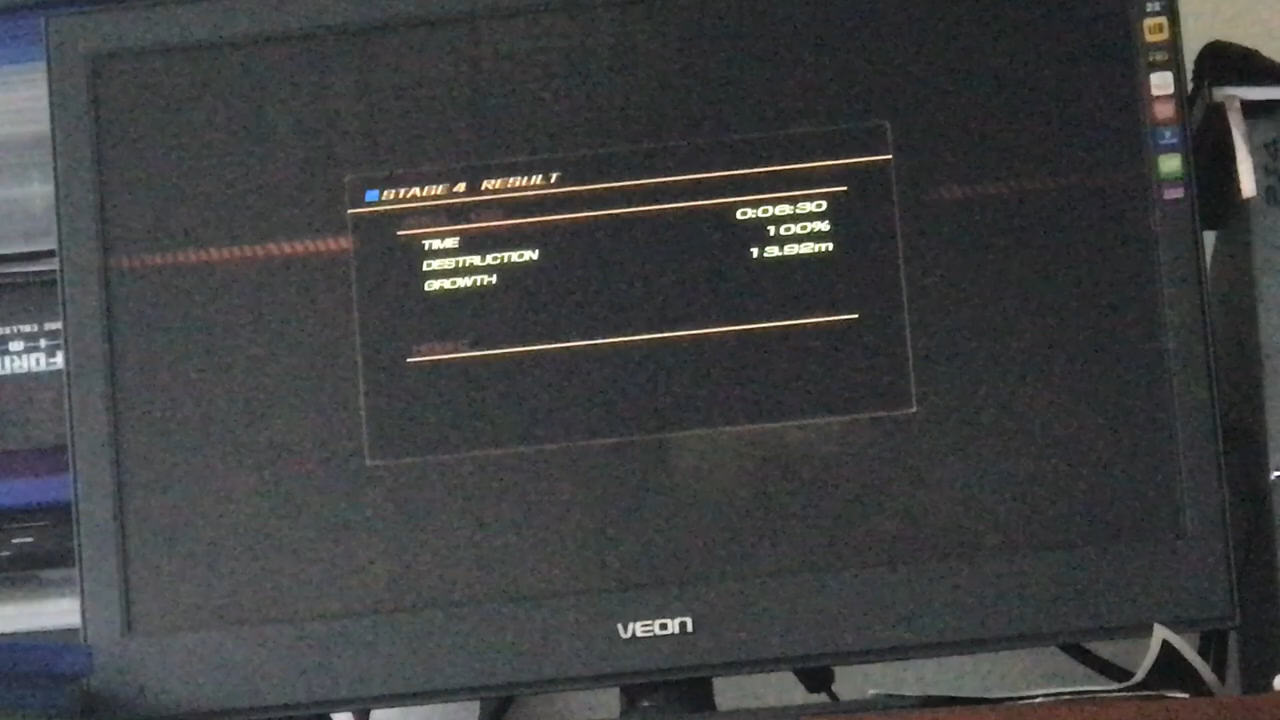 STAGE 4 RESULT
TIME 0:06:30
DESTRUCTION 100%
GROWTH 13.92m
VEON